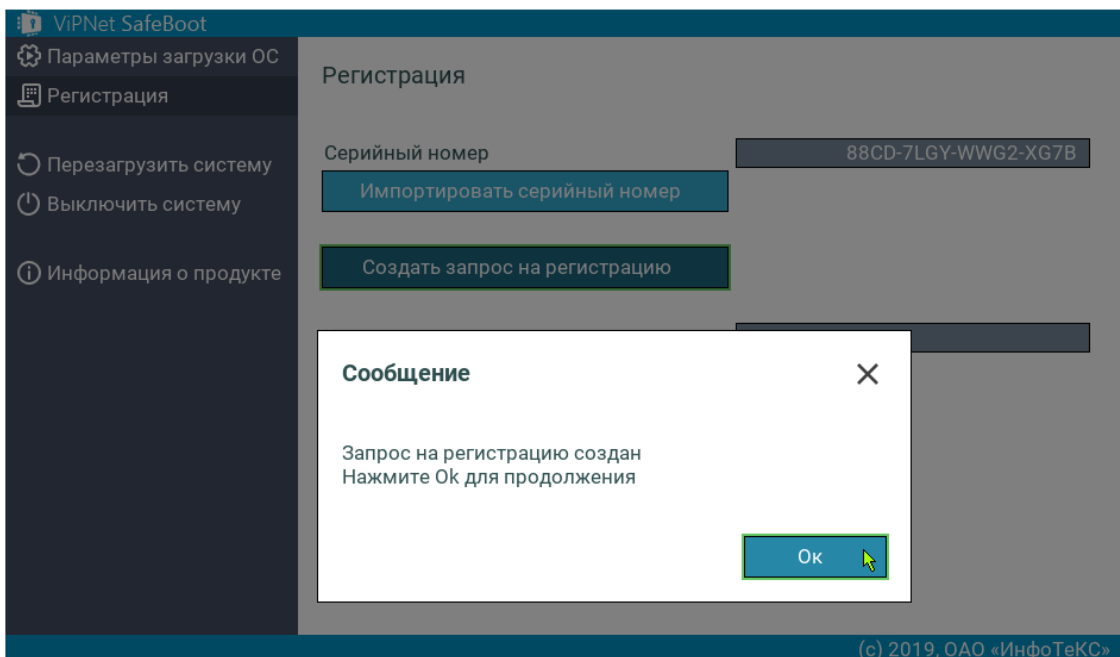 ViPNet SafeBoot
Параметры загрузки ОС
Регистрация
Перезагрузить систему
Выключить систему
Информация о продукте
Регистрация
Серийный номер
88CD-7LGY-WWG2-XG7B
Импортировать серийный номер
Создать запрос на регистрацию
Сообщение
Запрос на регистрацию создан
Нажмите Ok для продолжения
Ок
(c) 2019, ОАО «ИнфоТеКС»